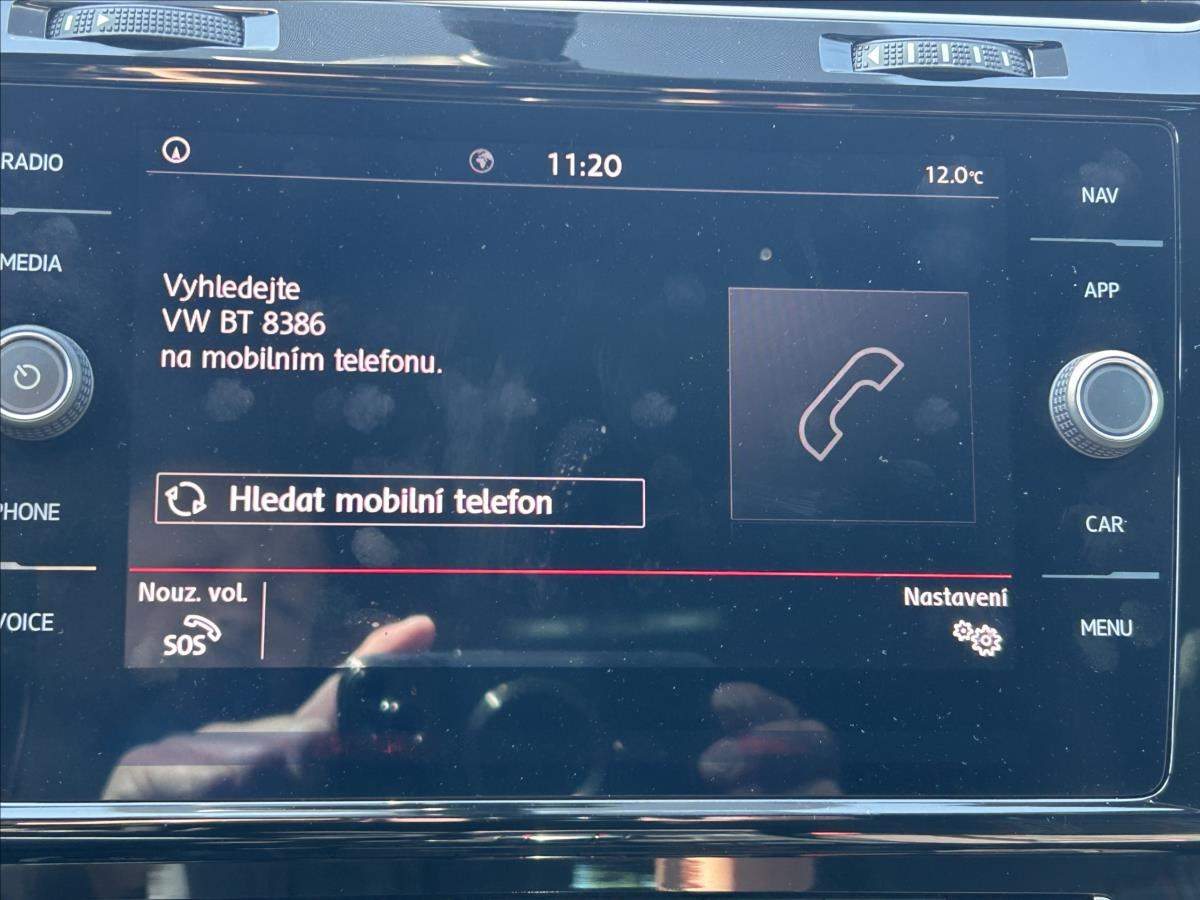 RADIO
MEDIA
PHONE
VOICE
11:20
12.0°C
Vyhledejte
VW BT 8386
na mobilním telefonu.
Hledat mobilní telefon
Nouz. vol.
SOS
Nastavení
NAV
APP
CAR
MENU